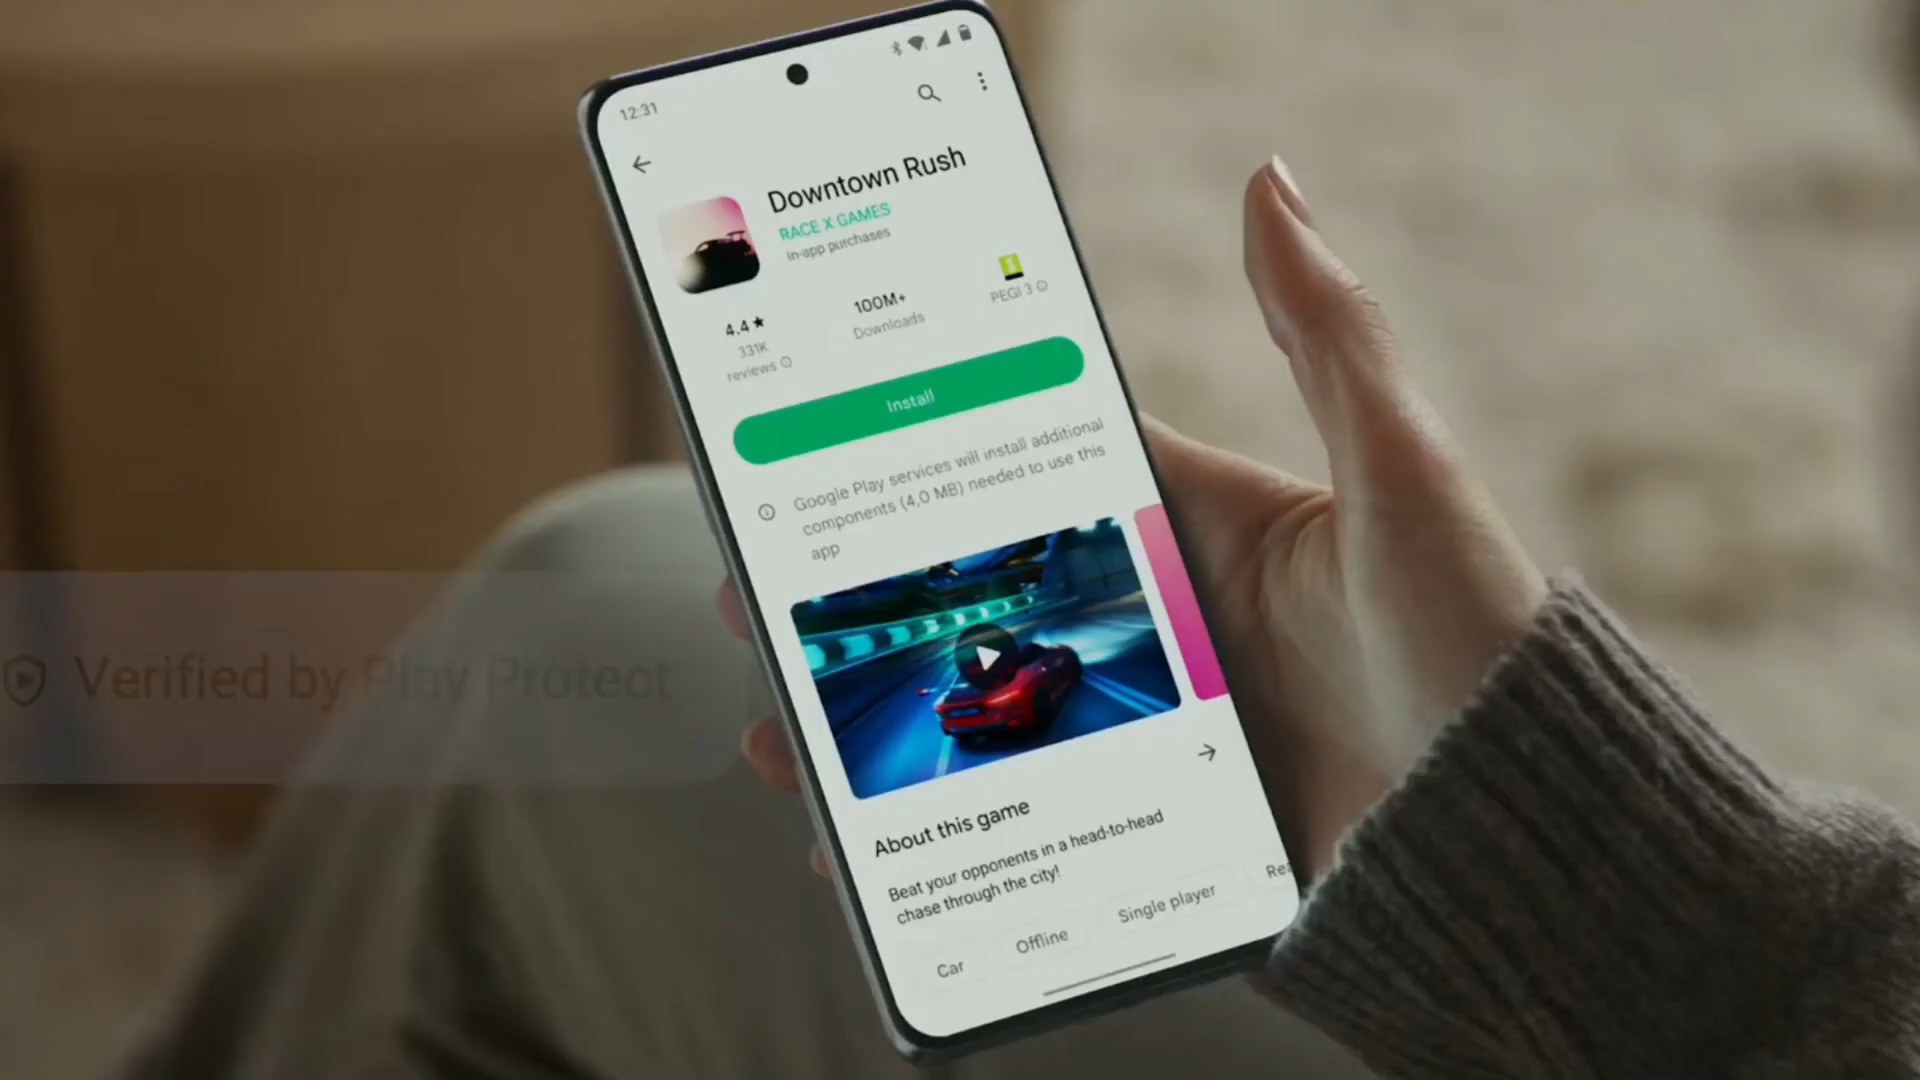 12:31
Downtown Rush
RACE X GAMES
In-app purchases
4,4★
331K
reviews
100M+
Downloads
PEGI 3
Install
Google Play services will install additional
components (4,0 MB) needed to use this
app
Verified by Play Protect
About this game
Beat your opponents in a head-to-head
chase through the city!
Car
Offline
Single player